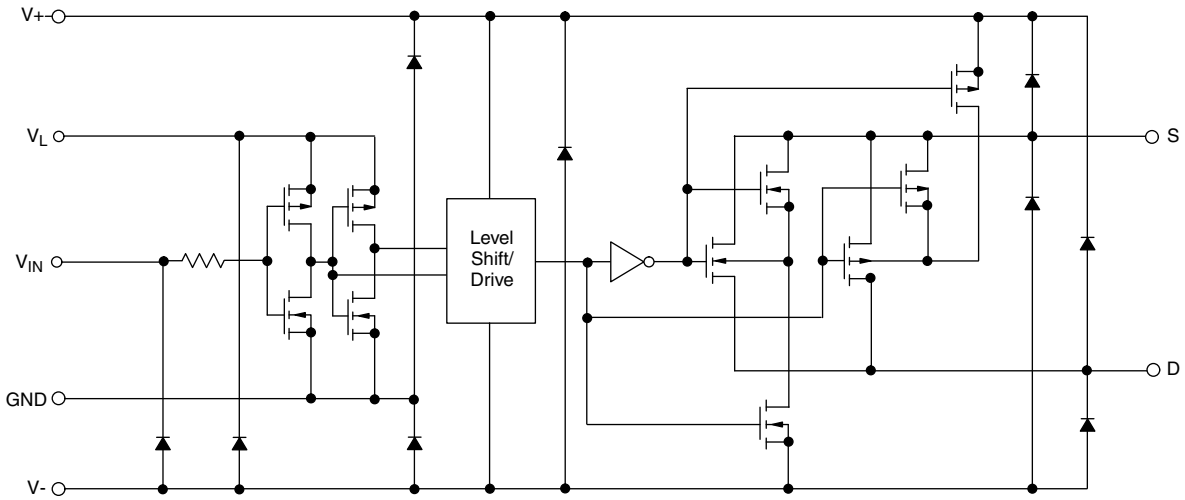 V+
VL
VIN
GND
V-
Level
Shift/
Drive
S
D